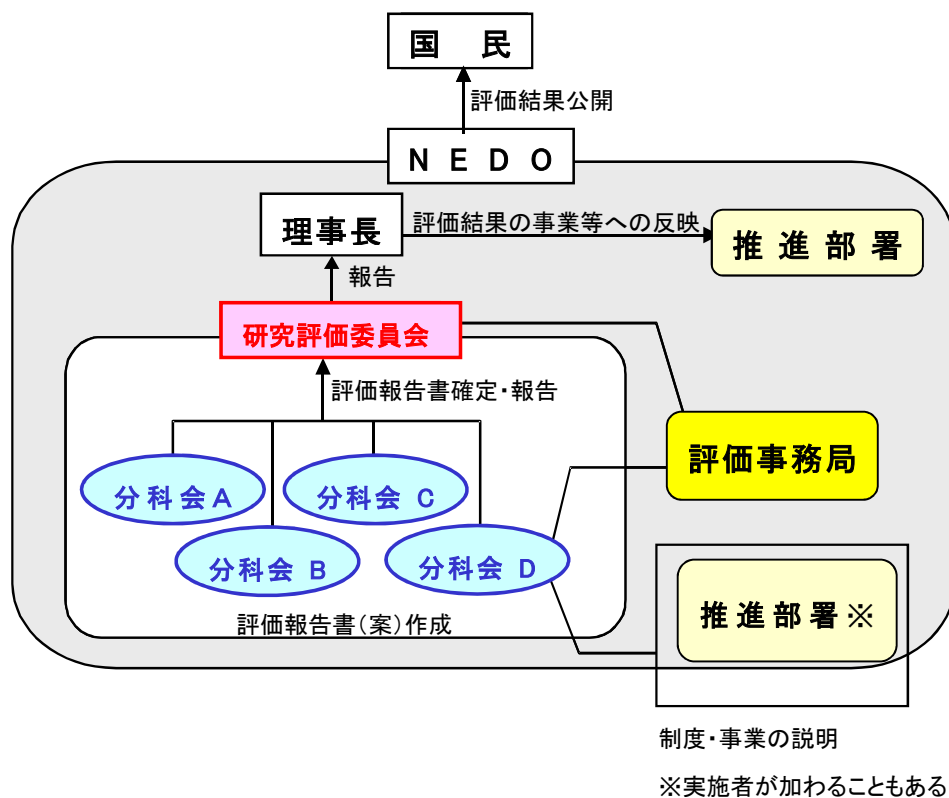 国　民
評価結果公開
ＮＥＤＯ
理事長
評価結果の事業等への反映
推進部署
報告
研究評価委員会
評価報告書確定・報告
評価事務局
分科会Ａ
分科会 Ｃ
分科会 Ｂ
分科会 Ｄ
推進部署※
評価報告書（案）作成
制度・事業の説明
※実施者が加わることもある